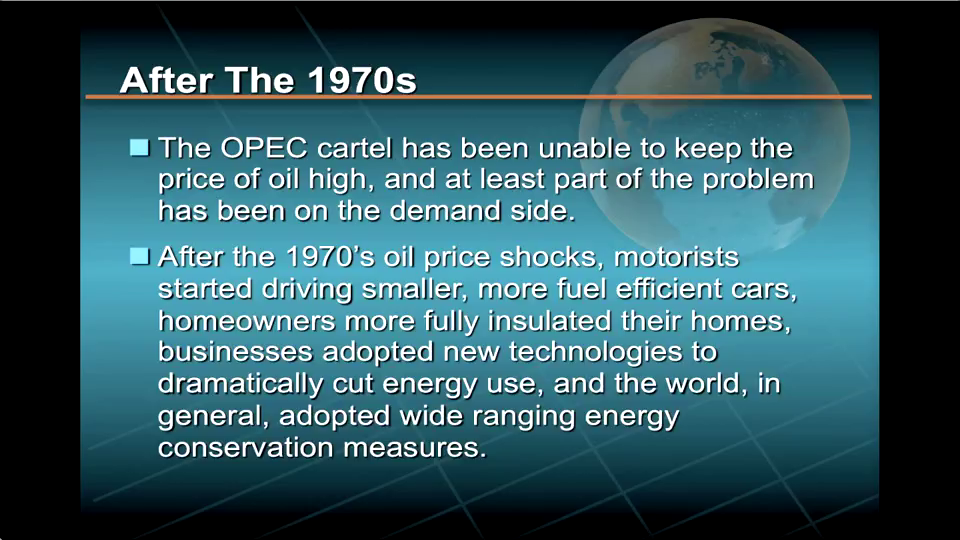 After The 1970s
The OPEC cartel has been unable to keep the
price of oil high, and at least part of the problem
has been on the demand side.
After the 1970’s oil price shocks, motorists
started driving smaller, more fuel efficient cars,
homeowners more fully insulated their homes,
businesses adopted new technologies to
dramatically cut energy use, and the world, in
general, adopted wide ranging energy
conservation measures.